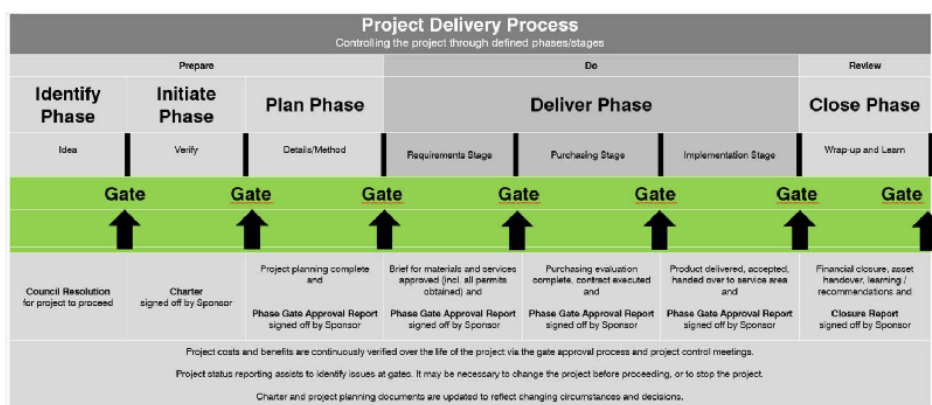 Project Delivery Process
Controlling the project through defined phases/stages
Prepare
Do
Review
Identify
Phase
Initiate
Phase
Plan Phase
Deliver Phase
Close Phase
Idea
Verify
Details/Method
Requirements Stage
Purchasing Stage
Implementation Stage
Wrap-up and Learn
Gate
Gate
Gate
Gate
Gate
Gate
Gate
Council Resolution
for project to proceed
Charter
signed off by Sponsor
Project planning complete
and
Phase Gate Approval Report
signed off by Sponsor
Brief for materials and services
approved (incl. all permits
obtained) and
Phase Gate Approval Report
signed off by Sponsor
Purchasing evaluation
complete, contract executed
and
Phase Gate Approval Report
signed off by Sponsor
Product delivered, accepted,
handed over to service area
and
Phase Gate Approval Report
signed off by Sponsor
Financial closure, asset
handover, learning /
recommendations and
Closure Report
signed off by Sponsor
Project costs and benefits are continuously verified over the life of the project via the gate approval process and project control meetings.
Project status reporting assists to identify issues at gates. It may be necessary to change the project before proceeding, or to stop the project.
Charter and project planning documents are updated to reflect changing circumstances and decisions.